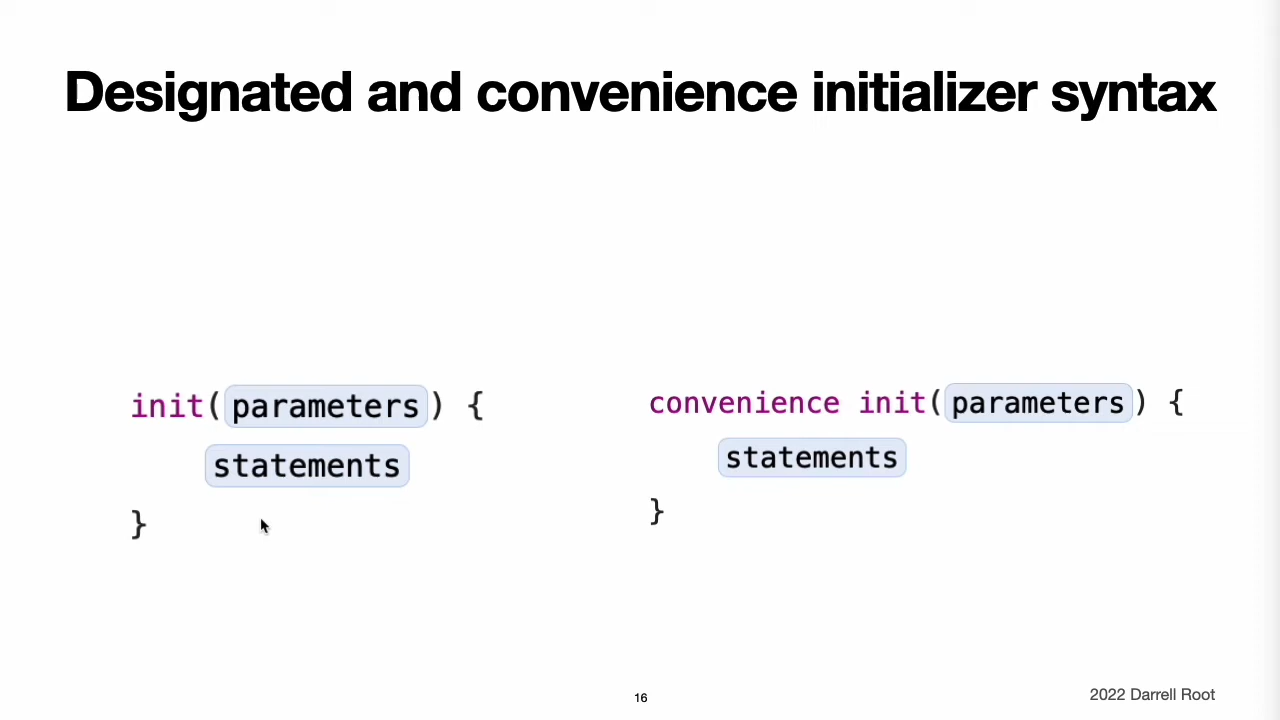 Designated and convenience initializer syntax
init(parameters) {
statements
}
convenience init(parameters) {
statements
}
16
2022 Darrell Root